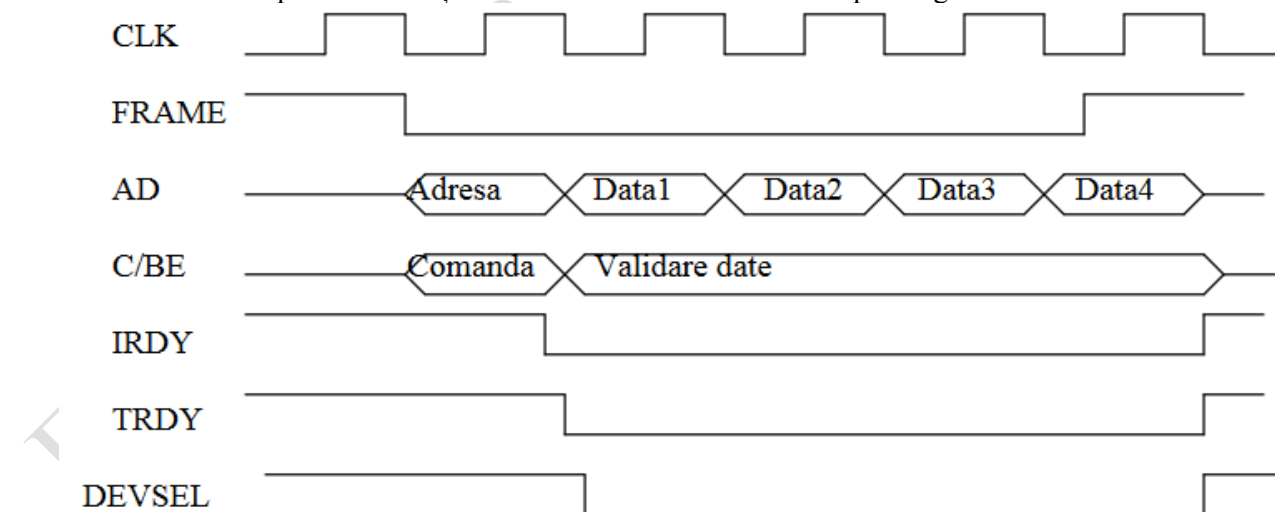 CLK
FRAME
AD Adresa Data1 Data2 Data3 Data4
C/BE Comanda Validare date
IRDY
TRDY
DEVSEL